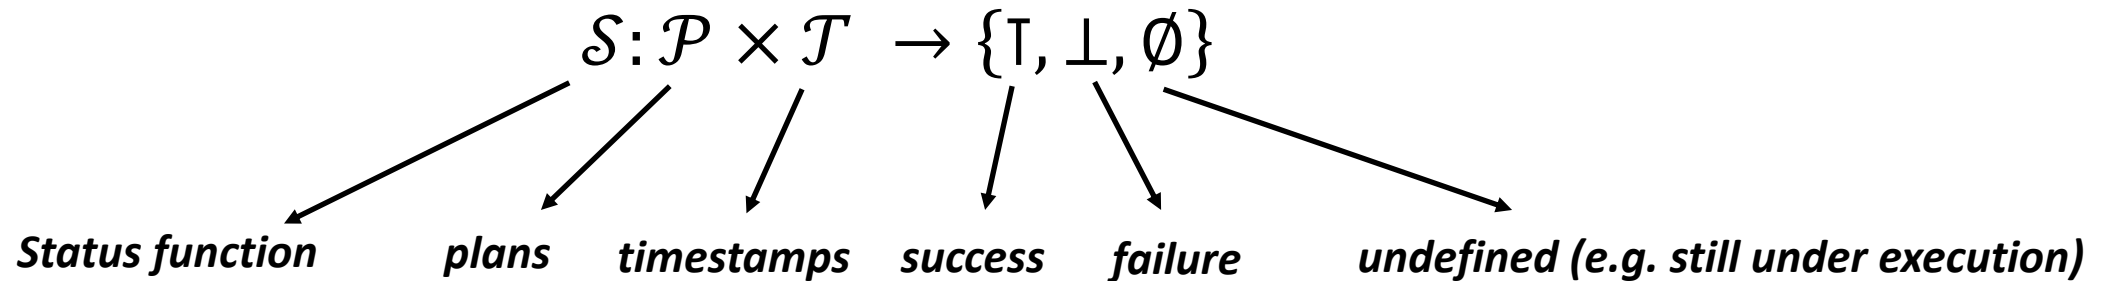 𝒮: 𝒫 × 𝒯 → {⊤, ⊥, ∅}
Status function plans timestamps success failure undefined (e.g. still under execution)